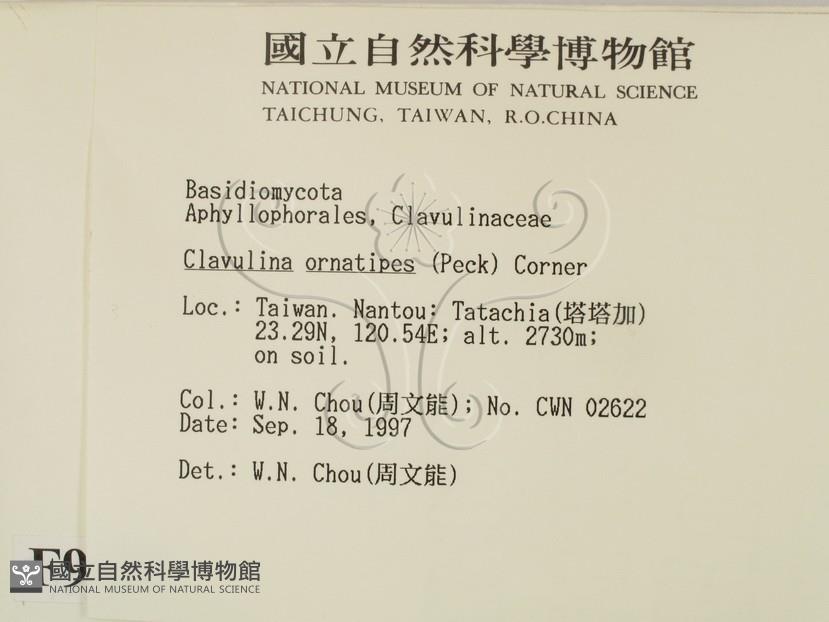 國立自然科學博物館
NATIONAL MUSEUM OF NATURAL SCIENCE
TAICHUNG, TAIWAN, R.O.CHINA
Basidiomycota
Aphyllophorales, Clavulinaceae
Clavulina ornatipes (Peck) Corner
Loc.: Taiwan. Nantou: Tatachia(塔塔加)
23.29N, 120.54E; alt. 2730m;
on soil.
Col.: W.N. Chou(周文能); No. CWN 02622
Date: Sep. 18, 1997
Det.: W.N. Chou(周文能)
國立自然科學博物館
NATIONAL MUSEUM OF NATURAL SCIENCE